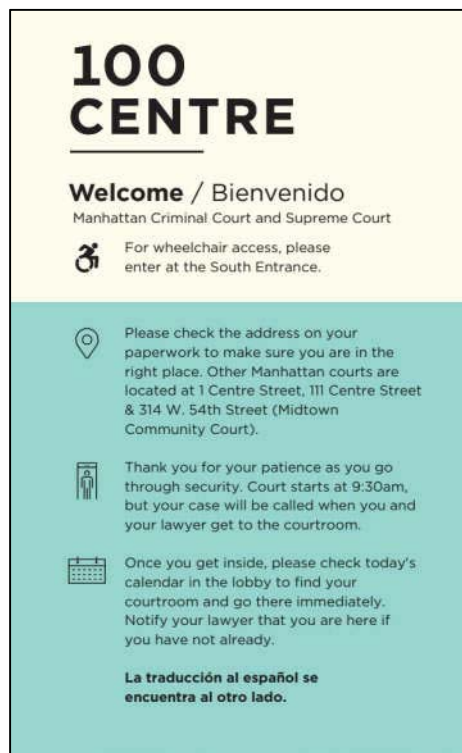 100
CENTRE
Welcome / Bienvenido
Manhattan Criminal Court and Supreme Court
For wheelchair access, please
enter at the South Entrance.
Please check the address on your
paperwork to make sure you are in the
right place. Other Manhattan courts are
located at 1 Centre Street, 111 Centre Street
& 314 W. 54th Street (Midtown
Community Court).
Thank you for your patience as you go
through security. Court starts at 9:30am,
but your case will be called when you and
your lawyer get to the courtroom.
Once you get inside, please check today's
calendar in the lobby to find your
courtroom and go there immediately.
Notify your lawyer that you are here if
you have not already.
La traducción al español se
encuentra al otro lado.